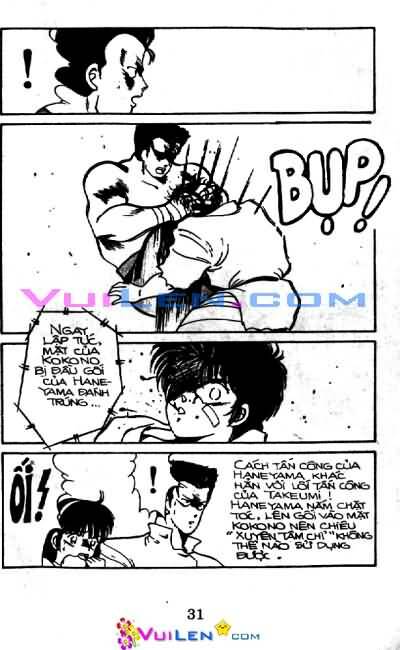 !
BỤP!
VUILEN.COM
NGAY
LẬP TỨC,
MẶT CỦA
KOKONO
BỊ ĐẦU GỐI
CỦA HANE-
YAMA ĐÁNH
TRÚNG...
ỐI!
!
CÁCH TẤN CÔNG CỦA
HANEYAMA KHÁC
HẲN VỚI LỐI TẤN CÔNG
CỦA TAKEUMI!
HANEYAMA NẮM CHẶT
TÓC, LÊN GỐI VÀO MẶT
KOKONO NÊN CHIÊU
"XUYÊN TÂM CHỈ" KHÔNG
THỂ NÀO SỬ DỤNG
ĐƯỢC.
31
VUILEN.COM